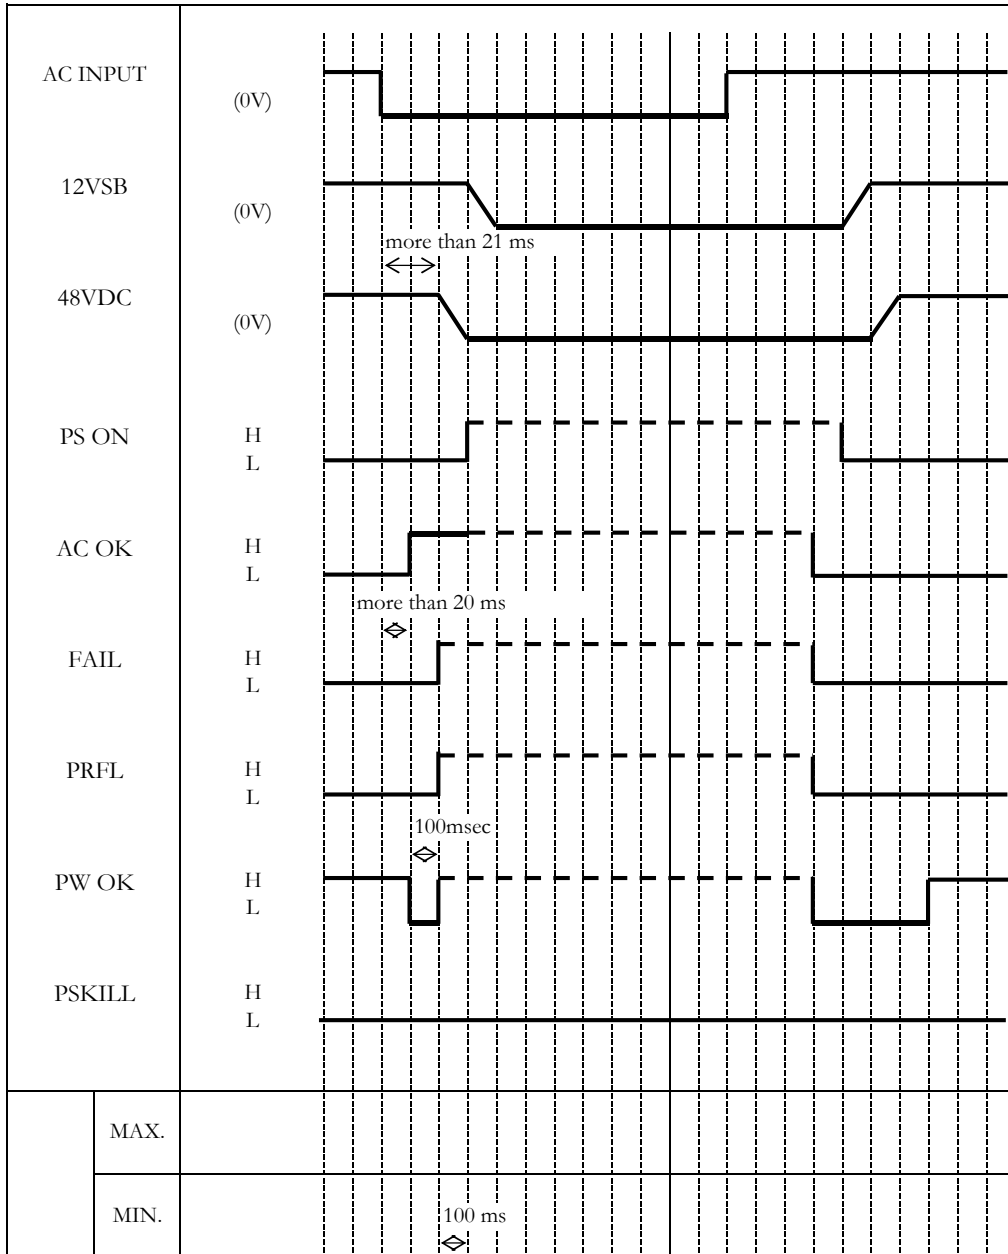 AC INPUT
(0V)
12VSB
(0V)
more than 21 ms
48VDC
(0V)
PS ON
H
L
AC OK
H
L
more than 20 ms
FAIL
H
L
PRFL
H
L
100msec
PW OK
H
L
PSKILL
H
L
MAX.
MIN.
100 ms